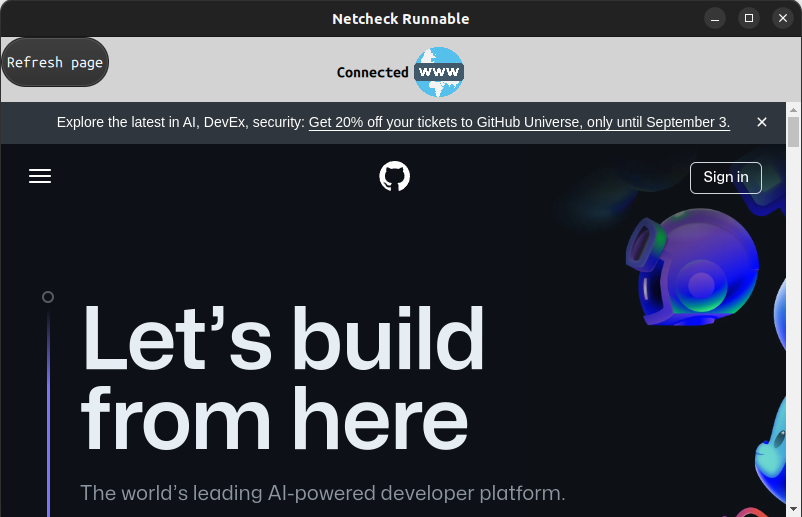 Netcheck Runnable
Refresh page
Connected
www
Explore the latest in AI, DevEx, security: Get 20% off your tickets to GitHub Universe, only until September 3.
Sign in
Let’s build
from here
The world’s leading AI-powered developer platform.